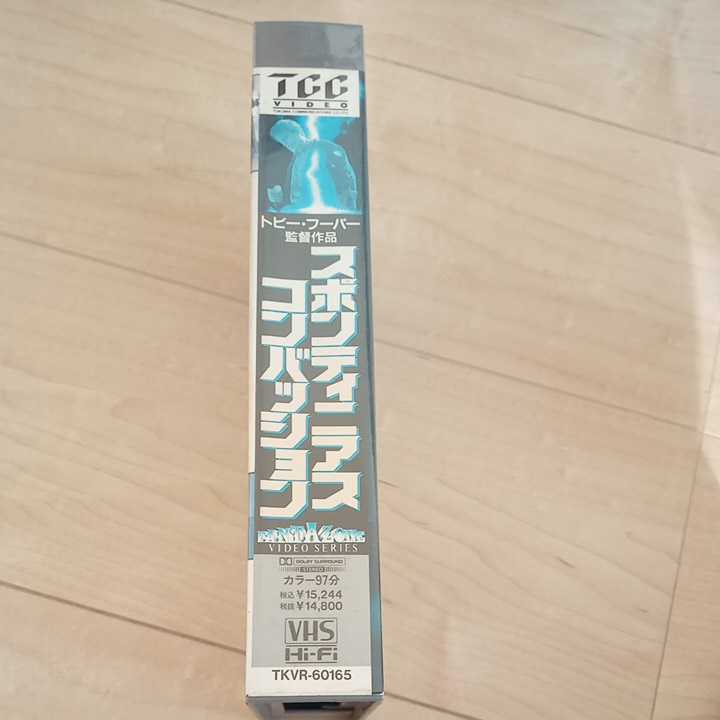 TCC
VIDEO
トビー・フーパー
監督作品
スポンティニアス
コンバッション
VIDEO SERIES
DOLBY SURROUND
STEREO
カラー97分
税込 ¥15,244
税抜 ¥14,800
VHS
Hi-Fi
TKVR-60165